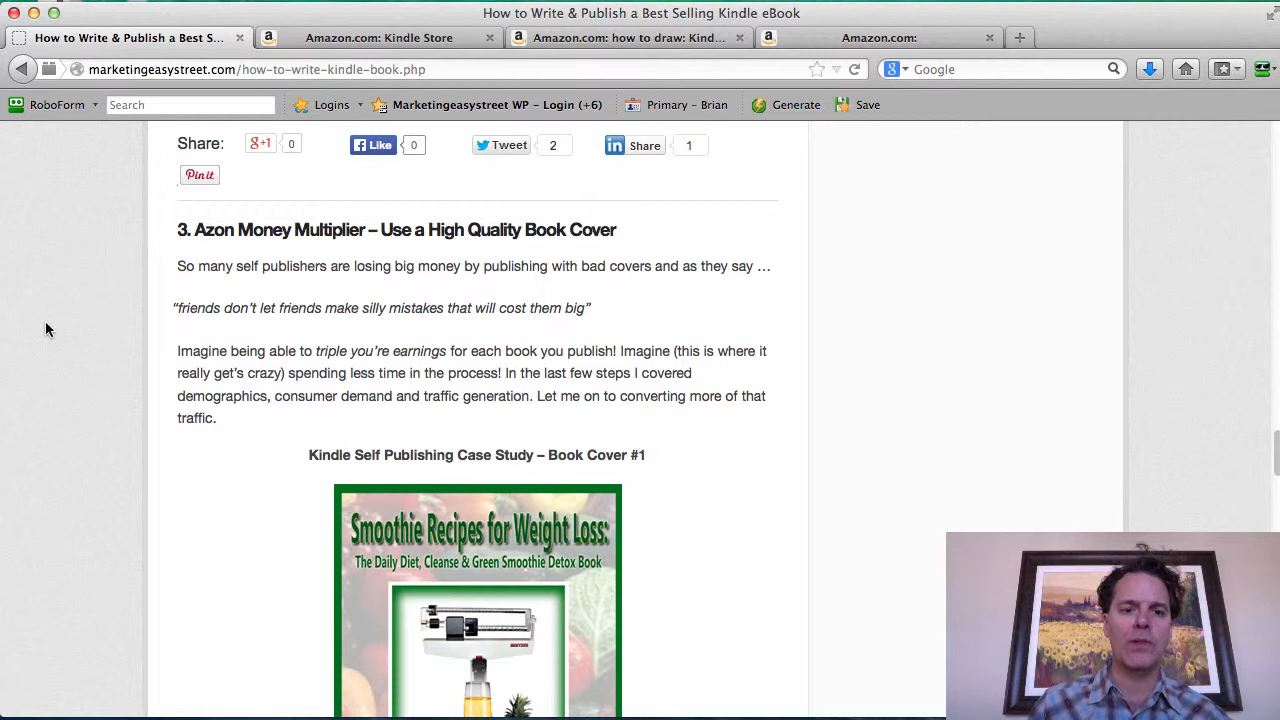 How to Write & Publish a Best Selling Kindle eBook
How to Write & Publish a Best S...
Amazon.com: Kindle Store
Amazon.com: how to draw: Kind...
Amazon.com:
marketingeasystreet.com/how-to-write-kindle-book.php
Google
RoboForm
Search
Logins
Marketingeasystreet WP - Login (+6)
Primary - Brian
Generate
Save
Share:
g+1
0
Like
0
Tweet
2
in Share
1
Pin it
3. Azon Money Multiplier – Use a High Quality Book Cover
So many self publishers are losing big money by publishing with bad covers and as they say …
“friends don’t let friends make silly mistakes that will cost them big”
Imagine being able to triple you’re earnings for each book you publish! Imagine (this is where it
really get’s crazy) spending less time in the process! In the last few steps I covered
demographics, consumer demand and traffic generation. Let me on to converting more of that
traffic.
Kindle Self Publishing Case Study – Book Cover #1
Smoothie Recipes for Weight Loss:
The Daily Diet, Cleanse & Green Smoothie Detox Book